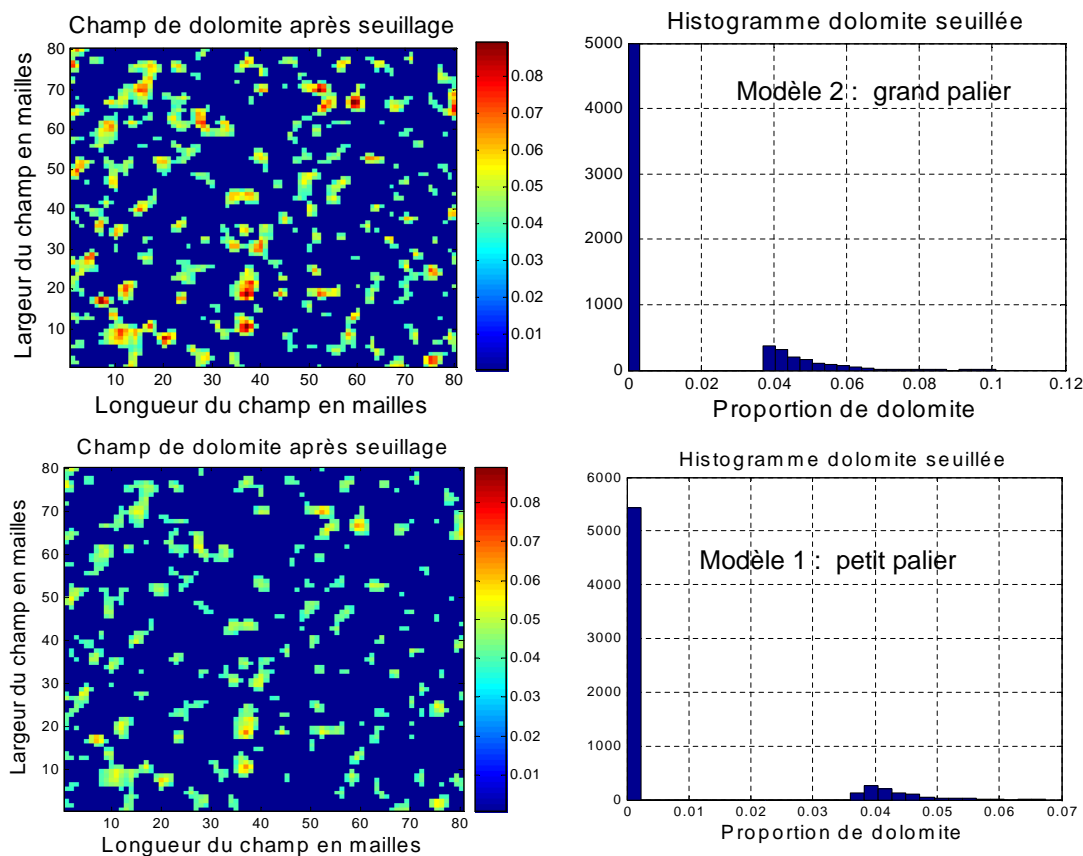 Champ de dolomite après seuillage
80
70
60
50
40
30
20
10
10 20 30 40 50 60 70 80
Largeur du champ en mailles
Longueur du champ en mailles
0.08
0.07
0.06
0.05
0.04
0.03
0.02
0.01
Histogramme dolomite seuillée
Modèle 2 : grand palier
5000
4000
3000
2000
1000
0
0 0.02 0.04 0.06 0.08 0.1 0.12
Proportion de dolomite
Champ de dolomite après seuillage
80
70
60
50
40
30
20
10
10 20 30 40 50 60 70 80
Largeur du champ en mailles
Longueur du champ en mailles
0.08
0.07
0.06
0.05
0.04
0.03
0.02
0.01
Histogramme dolomite seuillée
Modèle 1 : petit palier
6000
5000
4000
3000
2000
1000
0
0 0.01 0.02 0.03 0.04 0.05 0.06 0.07
Proportion de dolomite